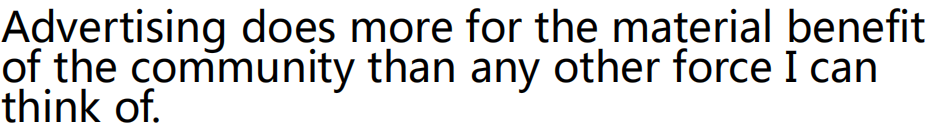 Advertising does more for the material benefit
of the community than any other force I can
think of.